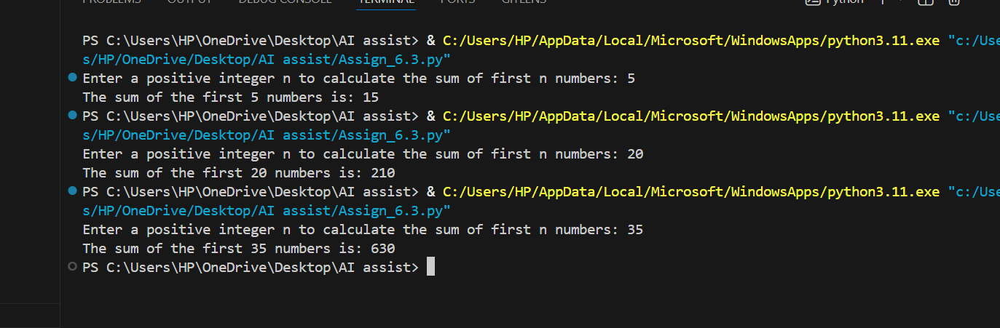 PROBLEMS OUTPUT DEBUG CONSOLE TERMINAL PORTS GITLENS Python
PS C:\Users\HP\OneDrive\Desktop\AI assist> & C:/Users/HP/AppData/Local/Microsoft/WindowsApps/python3.11.exe "c:/Use
s/HP/OneDrive/Desktop/AI assist/Assign_6.3.py"
Enter a positive integer n to calculate the sum of first n numbers: 5
The sum of the first 5 numbers is: 15
PS C:\Users\HP\OneDrive\Desktop\AI assist> & C:/Users/HP/AppData/Local/Microsoft/WindowsApps/python3.11.exe "c:/Use
s/HP/OneDrive/Desktop/AI assist/Assign_6.3.py"
Enter a positive integer n to calculate the sum of first n numbers: 20
The sum of the first 20 numbers is: 210
PS C:\Users\HP\OneDrive\Desktop\AI assist> & C:/Users/HP/AppData/Local/Microsoft/WindowsApps/python3.11.exe "c:/Use
s/HP/OneDrive/Desktop/AI assist/Assign_6.3.py"
Enter a positive integer n to calculate the sum of first n numbers: 35
The sum of the first 35 numbers is: 630
PS C:\Users\HP\OneDrive\Desktop\AI assist>